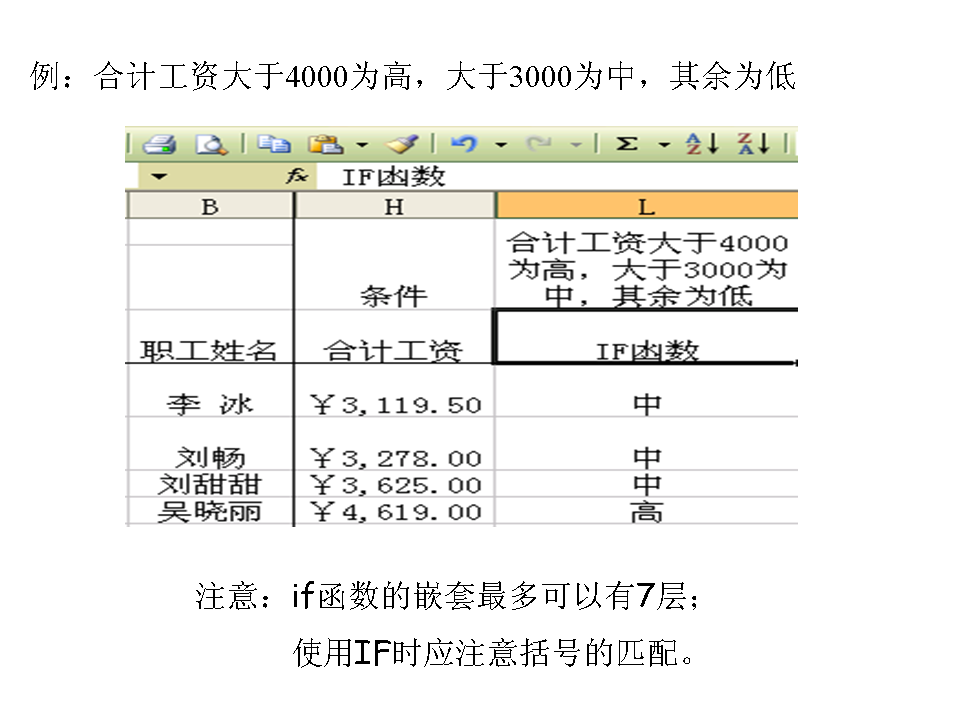 例：合计工资大于4000为高，大于3000为中，其余为低
Σ
A
Z
Z
A
fx IF函数
B H L
合计工资大于4000
为高，大于3000为
条件 中，其余为低
职工姓名 合计工资 IF函数
李 冰 ￥3,119.50 中
刘畅 ￥3,278.00 中
刘甜甜 ￥3,625.00 中
吴晓丽 ￥4,619.00 高
注意：if函数的嵌套最多可以有7层；
使用IF时应注意括号的匹配。